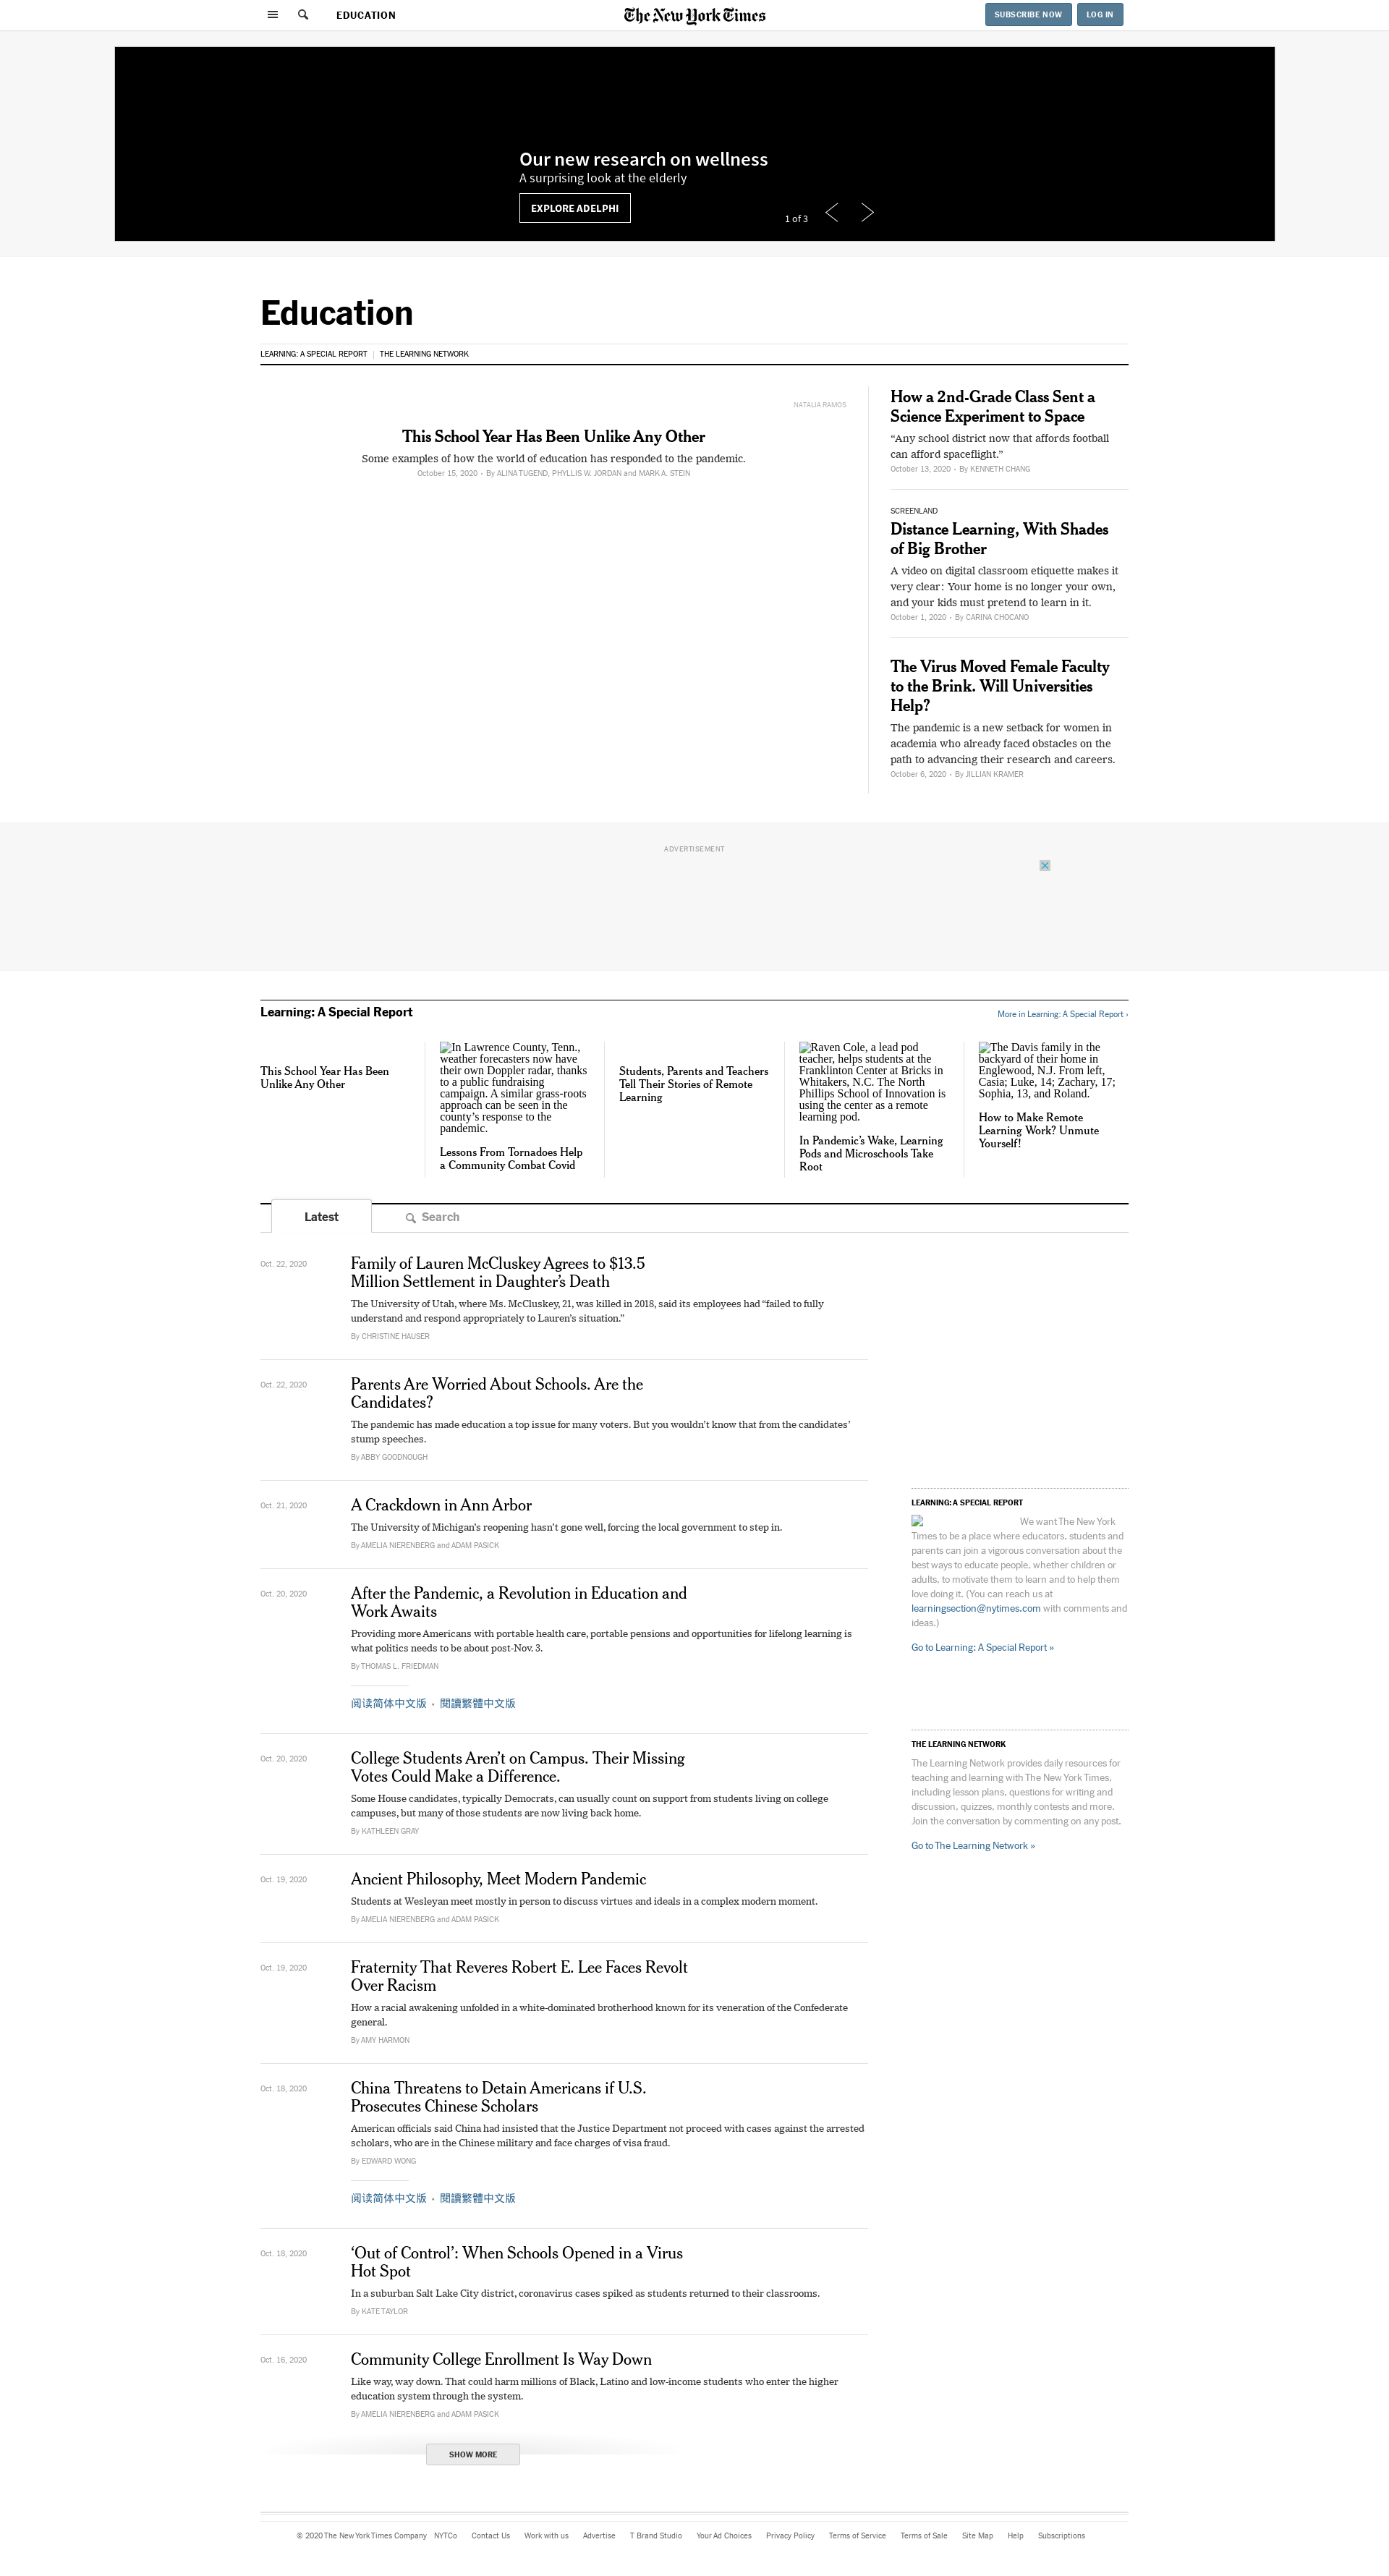 EDUCATION
The New York Times
SUBSCRIBE NOW
LOG IN
Our new research on wellness
A surprising look at the elderly
EXPLORE ADELPHI
1 of 3
Education
LEARNING: A SPECIAL REPORT
THE LEARNING NETWORK
NATALIA RAMOS
This School Year Has Been Unlike Any Other
Some examples of how the world of education has responded to the pandemic.
October 15, 2020 • By ALINA TUGEND, PHYLLIS W. JORDAN and MARK A. STEIN
How a 2nd-Grade Class Sent a
Science Experiment to Space
“Any school district now that affords football
can afford spaceflight.”
October 13, 2020 • By KENNETH CHANG
SCREENLAND
Distance Learning, With Shades
of Big Brother
A video on digital classroom etiquette makes it
very clear: Your home is no longer your own,
and your kids must pretend to learn in it.
October 1, 2020 • By CARINA CHOCANO
The Virus Moved Female Faculty
to the Brink. Will Universities
Help?
The pandemic is a new setback for women in
academia who already faced obstacles on the
path to advancing their research and careers.
October 6, 2020 • By JILLIAN KRAMER
ADVERTISEMENT
Learning: A Special Report
More in Learning: A Special Report ›
This School Year Has Been
Unlike Any Other
In Lawrence County, Tenn.,
weather forecasters now have
their own Doppler radar, thanks
to a public fundraising
campaign. A similar grass-roots
approach can be seen in the
county’s response to the
pandemic.
Lessons From Tornadoes Help
a Community Combat Covid
Students, Parents and Teachers
Tell Their Stories of Remote
Learning
Raven Cole, a lead pod
teacher, helps students at the
Franklinton Center at Bricks in
Whitakers, N.C. The North
Phillips School of Innovation is
using the center as a remote
learning pod.
In Pandemic’s Wake, Learning
Pods and Microschools Take
Root
The Davis family in the
backyard of their home in
Englewood, N.J. From left,
Casia; Luke, 14; Zachary, 17;
Sophia, 13, and Roland.
How to Make Remote
Learning Work? Unmute
Yourself!
Latest
Search
Oct. 22, 2020
Family of Lauren McCluskey Agrees to $13.5
Million Settlement in Daughter’s Death
The University of Utah, where Ms. McCluskey, 21, was killed in 2018, said its employees had “failed to fully
understand and respond appropriately to Lauren’s situation.”
By CHRISTINE HAUSER
Oct. 22, 2020
Parents Are Worried About Schools. Are the
Candidates?
The pandemic has made education a top issue for many voters. But you wouldn’t know that from the candidates’
stump speeches.
By ABBY GOODNOUGH
Oct. 21, 2020
A Crackdown in Ann Arbor
The University of Michigan’s reopening hasn’t gone well, forcing the local government to step in.
By AMELIA NIERENBERG and ADAM PASICK
Oct. 20, 2020
After the Pandemic, a Revolution in Education and
Work Awaits
Providing more Americans with portable health care, portable pensions and opportunities for lifelong learning is
what politics needs to be about post-Nov. 3.
By THOMAS L. FRIEDMAN
阅读简体中文版 • 閱讀繁體中文版
Oct. 20, 2020
College Students Aren’t on Campus. Their Missing
Votes Could Make a Difference.
Some House candidates, typically Democrats, can usually count on support from students living on college
campuses, but many of those students are now living back home.
By KATHLEEN GRAY
Oct. 19, 2020
Ancient Philosophy, Meet Modern Pandemic
Students at Wesleyan meet mostly in person to discuss virtues and ideals in a complex modern moment.
By AMELIA NIERENBERG and ADAM PASICK
Oct. 19, 2020
Fraternity That Reveres Robert E. Lee Faces Revolt
Over Racism
How a racial awakening unfolded in a white-dominated brotherhood known for its veneration of the Confederate
general.
By AMY HARMON
Oct. 18, 2020
China Threatens to Detain Americans if U.S.
Prosecutes Chinese Scholars
American officials said China had insisted that the Justice Department not proceed with cases against the arrested
scholars, who are in the Chinese military and face charges of visa fraud.
By EDWARD WONG
阅读简体中文版 • 閱讀繁體中文版
Oct. 18, 2020
‘Out of Control’: When Schools Opened in a Virus
Hot Spot
In a suburban Salt Lake City district, coronavirus cases spiked as students returned to their classrooms.
By KATE TAYLOR
Oct. 16, 2020
Community College Enrollment Is Way Down
Like way, way down. That could harm millions of Black, Latino and low-income students who enter the higher
education system through the system.
By AMELIA NIERENBERG and ADAM PASICK
SHOW MORE
LEARNING: A SPECIAL REPORT
We want The New York
Times to be a place where educators, students and
parents can join a vigorous conversation about the
best ways to educate people, whether children or
adults, to motivate them to learn and to help them
love doing it. (You can reach us at
learningsection@nytimes.com with comments and
ideas.)
Go to Learning: A Special Report »
THE LEARNING NETWORK
The Learning Network provides daily resources for
teaching and learning with The New York Times,
including lesson plans, questions for writing and
discussion, quizzes, monthly contests and more.
Join the conversation by commenting on any post.
Go to The Learning Network »
© 2020 The New York Times Company NYTCo Contact Us Work with us Advertise T Brand Studio Your Ad Choices Privacy Policy Terms of Service Terms of Sale Site Map Help Subscriptions